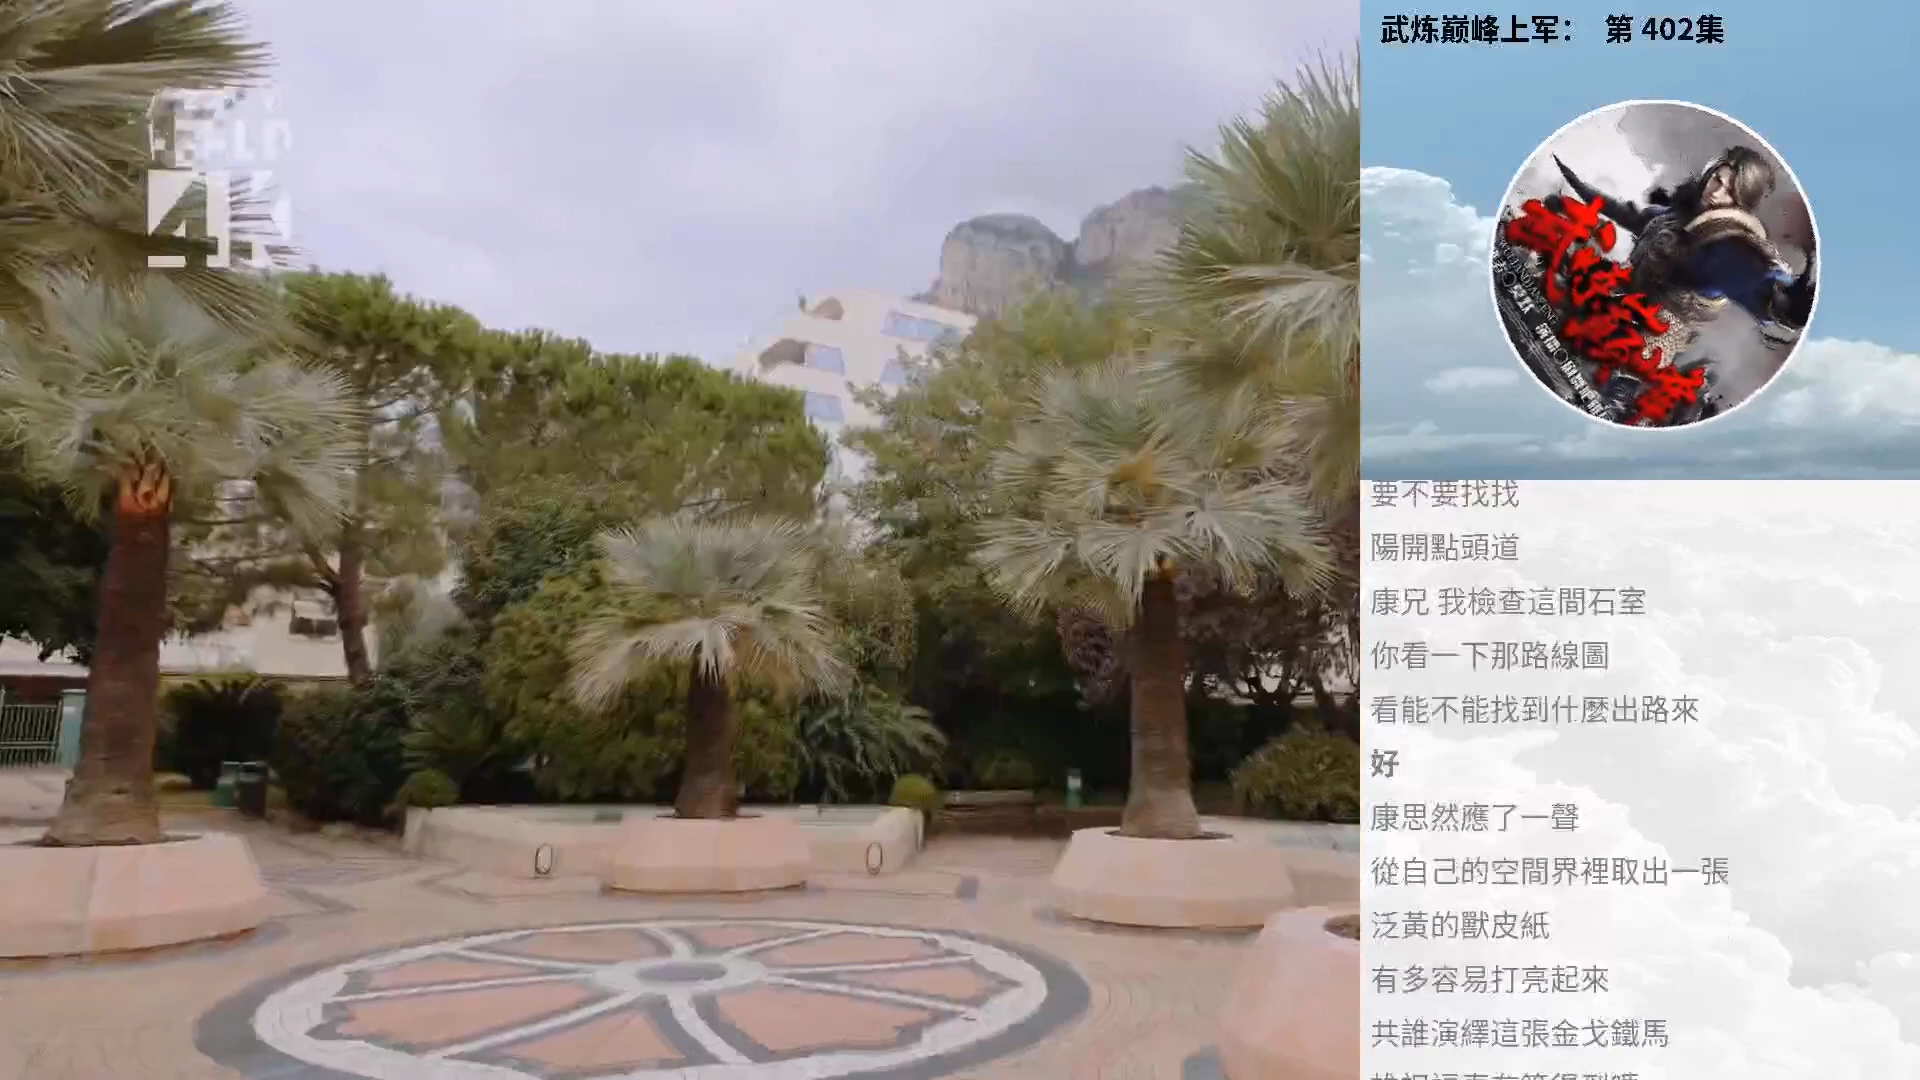 武炼巅峰上军： 第 402集
4K
要不要找找
陽開點頭道
康兄 我檢查這間石室
你看一下那路線圖
看能不能找到什麼出路來
好
康思然應了一聲
從自己的空間界裡取出一張
泛黃的獸皮紙
有多容易打亮起來
共誰演繹這張金戈鐵馬